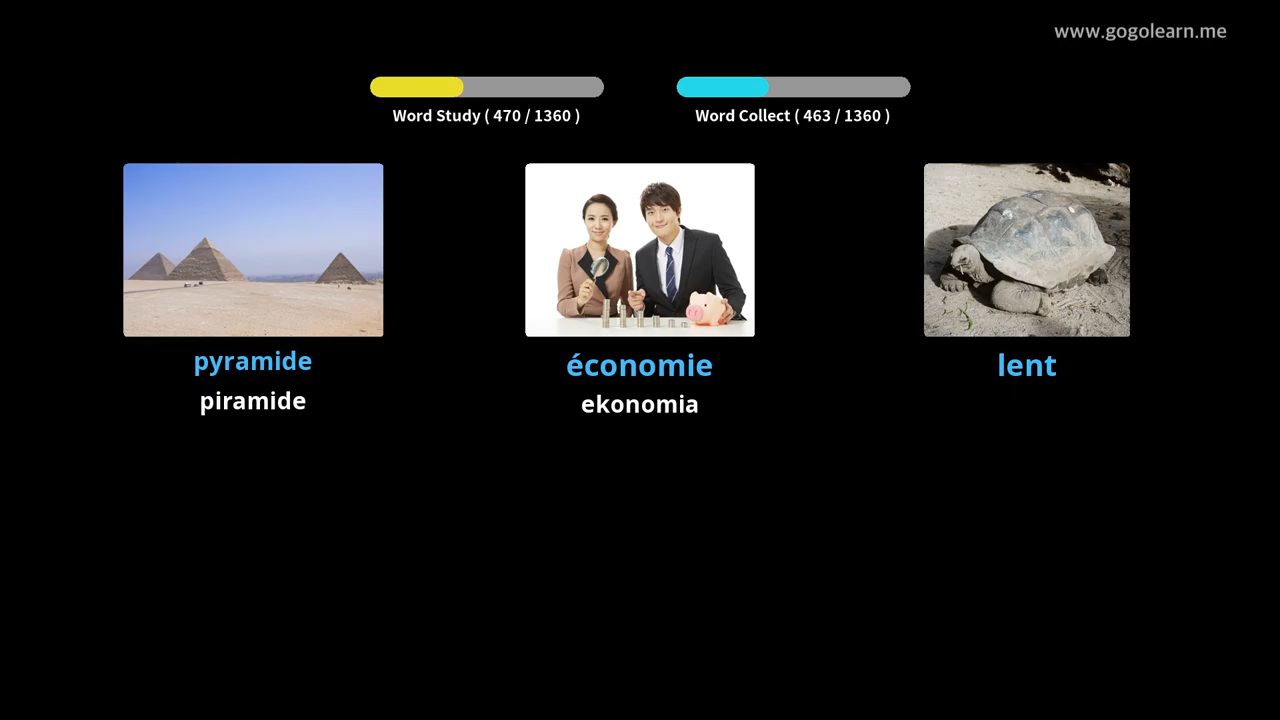 www.gogolearn.me
Word Study ( 470 / 1360 )
Word Collect ( 463 / 1360 )
pyramide
piramide
économie
ekonomia
lent